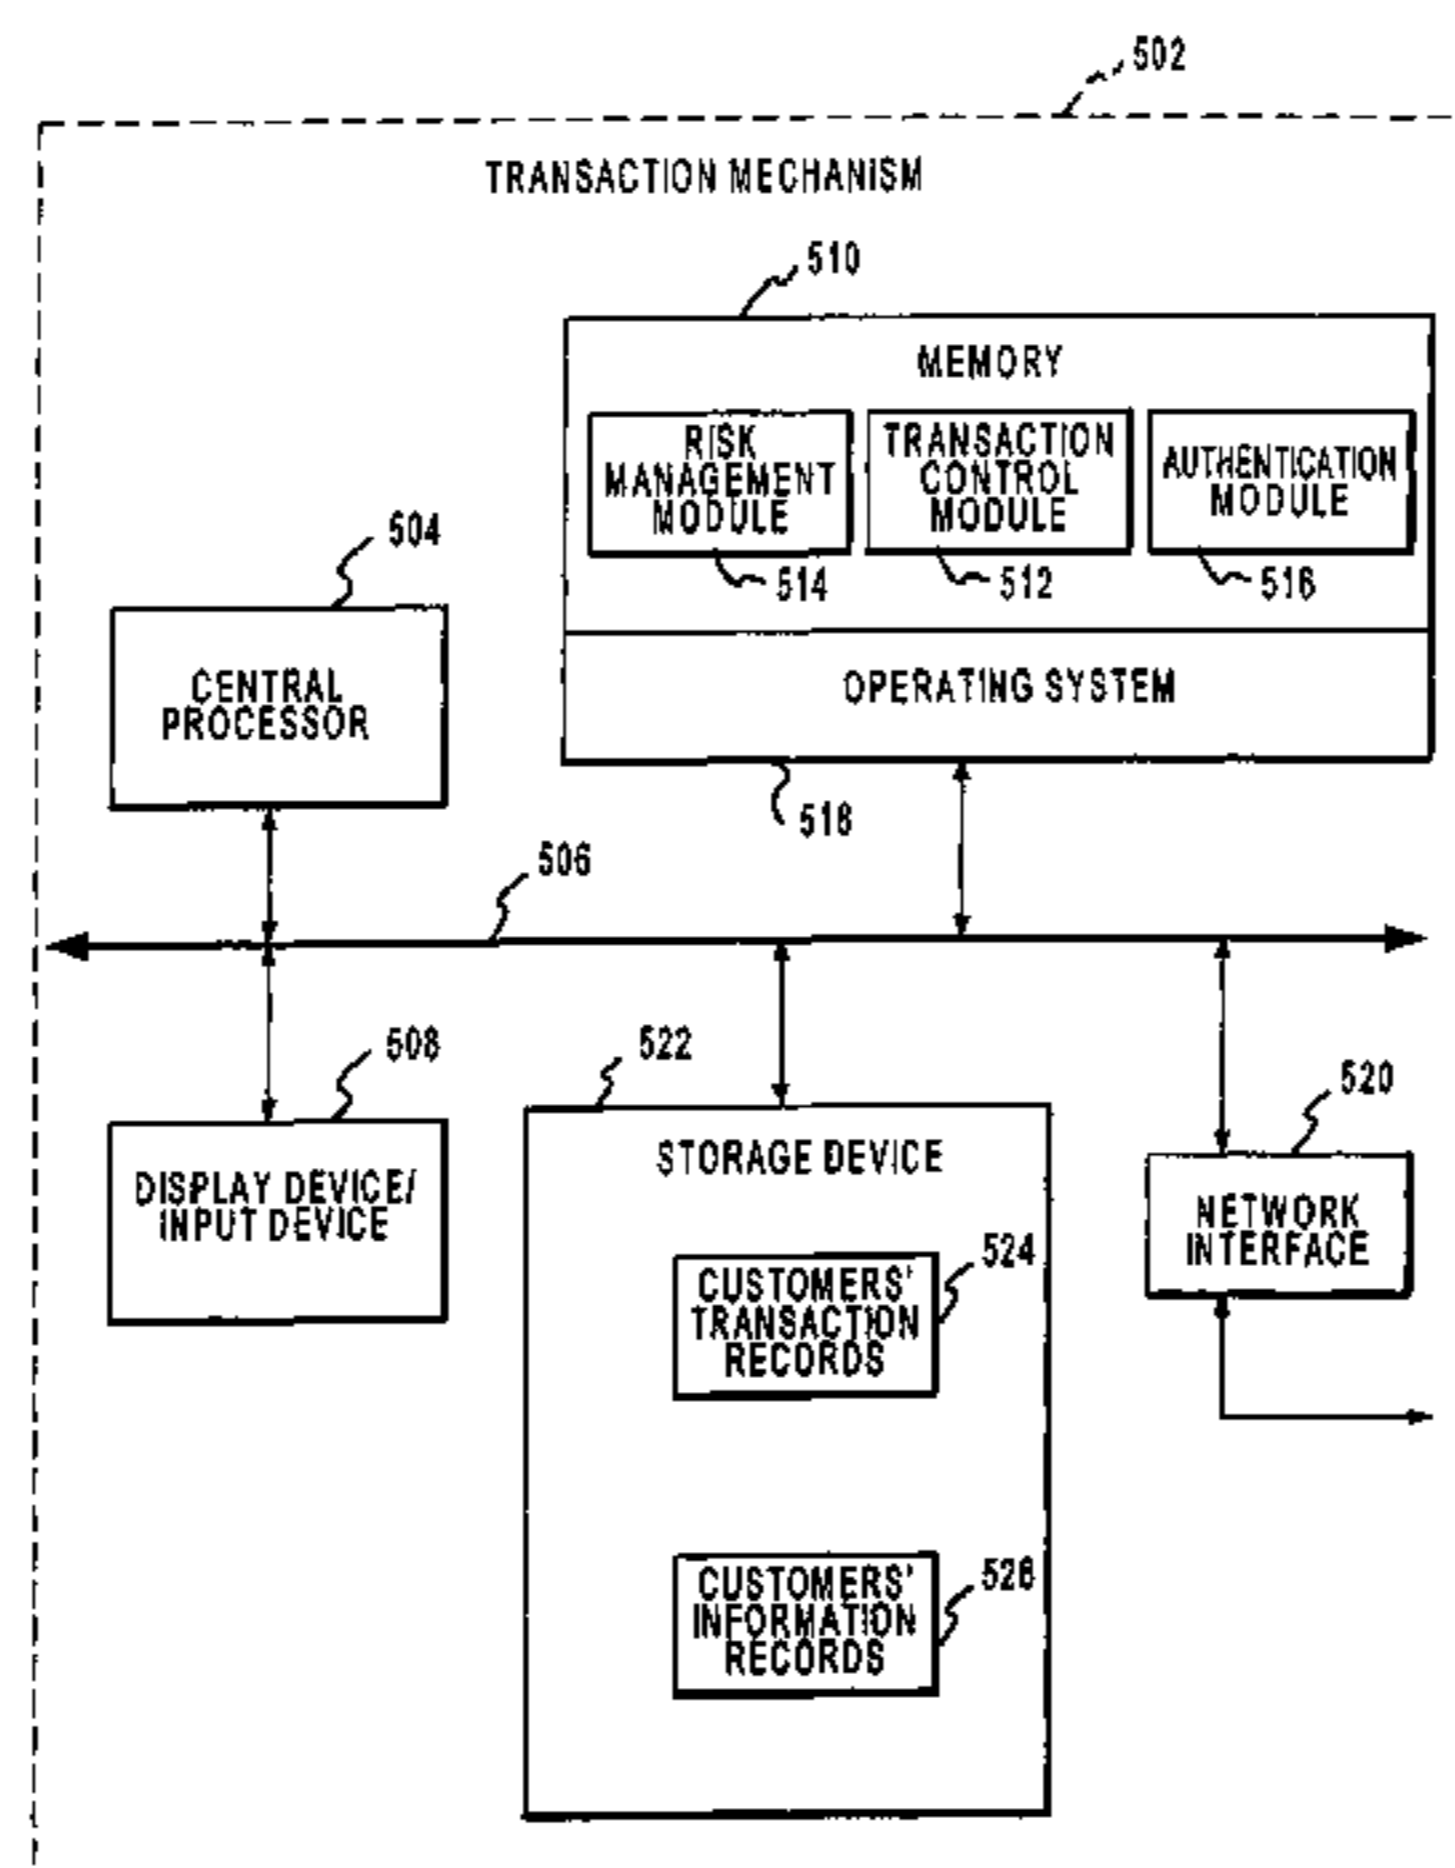 502
TRANSACTION MECHANISM
510
MEMORY
RISK
MANAGEMENT
MODULE
514
TRANSACTION
CONTROL
MODULE
512
AUTHENTICATION
MODULE
516
OPERATING SYSTEM
518
504
CENTRAL
PROCESSOR
506
508
DISPLAY DEVICE/
INPUT DEVICE
522
STORAGE DEVICE
524
CUSTOMERS'
TRANSACTION
RECORDS
526
CUSTOMERS'
INFORMATION
RECORDS
520
NETWORK
INTERFACE